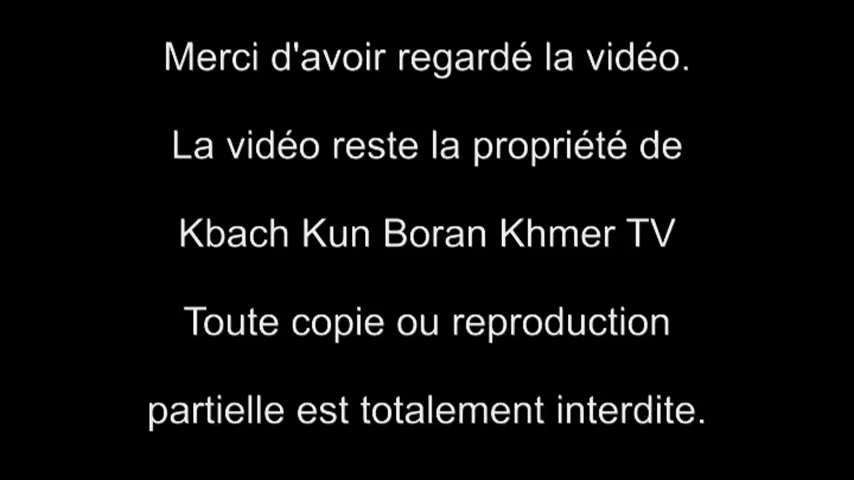 Merci d'avoir regardé la vidéo.
La vidéo reste la propriété de
Kbach Kun Boran Khmer TV
Toute copie ou reproduction
partielle est totalement interdite.